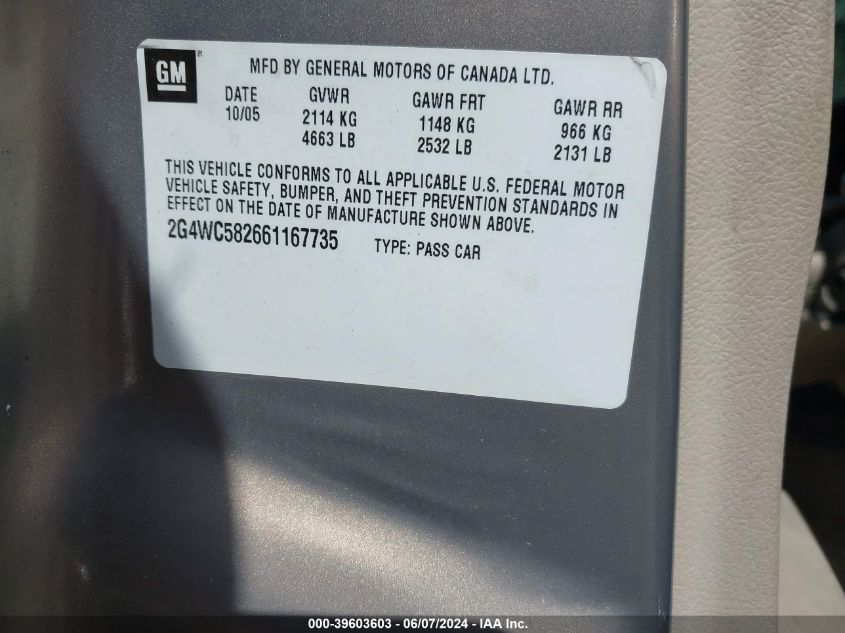 GM®
MFD BY GENERAL MOTORS OF CANADA LTD.
DATE GVWR GAWR FRT GAWR RR
10/05 2114 KG 1148 KG 966 KG
4663 LB 2532 LB 2131 LB
THIS VEHICLE CONFORMS TO ALL APPLICABLE U.S. FEDERAL MOTOR
VEHICLE SAFETY, BUMPER, AND THEFT PREVENTION STANDARDS IN
EFFECT ON THE DATE OF MANUFACTURE SHOWN ABOVE.
2G4WC582661167735 TYPE: PASS CAR
000-39603603 - 06/07/2024 - IAA Inc.